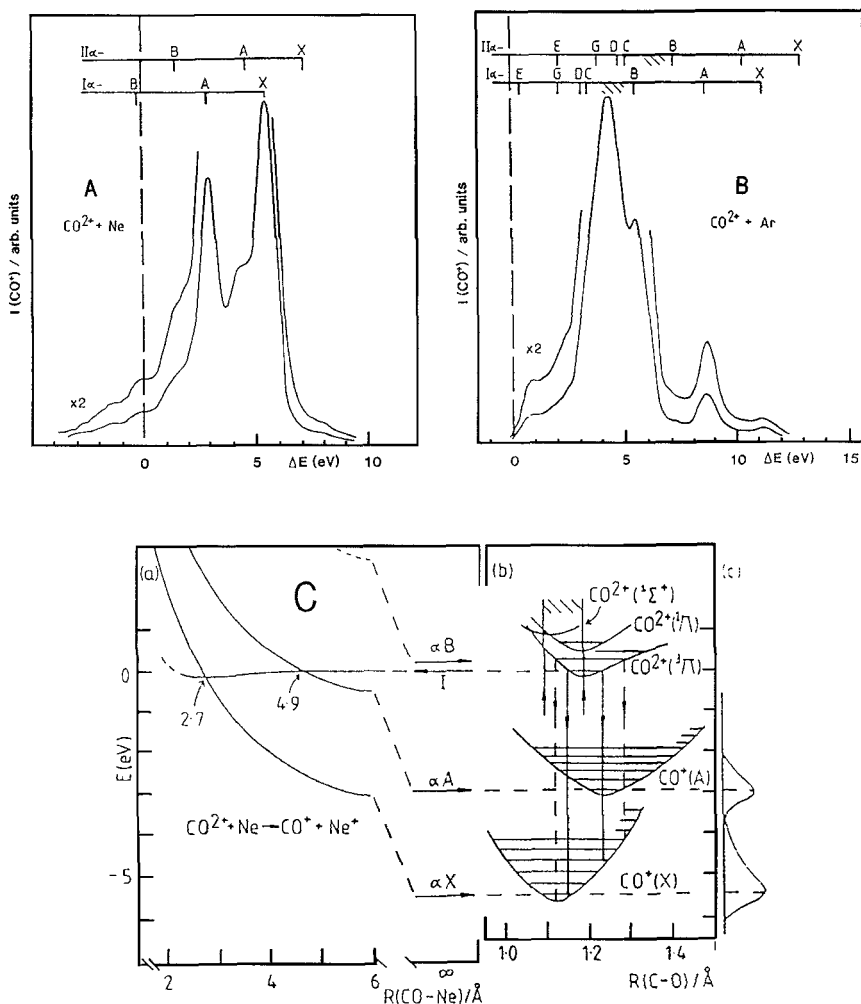 IIα- B A X
Iα- B A X
A
CO²⁺ + Ne
I (CO⁺) / arb. units
x2
0 5 10
ΔE (eV)
IIα- E G D C B A X
Iα- E G D C B A X
B
CO²⁺ + Ar
I (CO⁺) / arb. units
x2
0 5 10 15
ΔE (eV)
(a)
C
E (eV)
0
-5
2·7
4·9
CO²⁺+Ne→CO⁺+Ne⁺
αB
I
αA
αX
2 4 6 ∞
R(CO-Ne)/Å
(b)
CO²⁺(¹Σ⁺)
CO²⁺(¹Π)
CO²⁺(³Π)
CO⁺(A)
CO⁺(X)
1·0 1·2 1·4
R(C-O)/Å
(c)